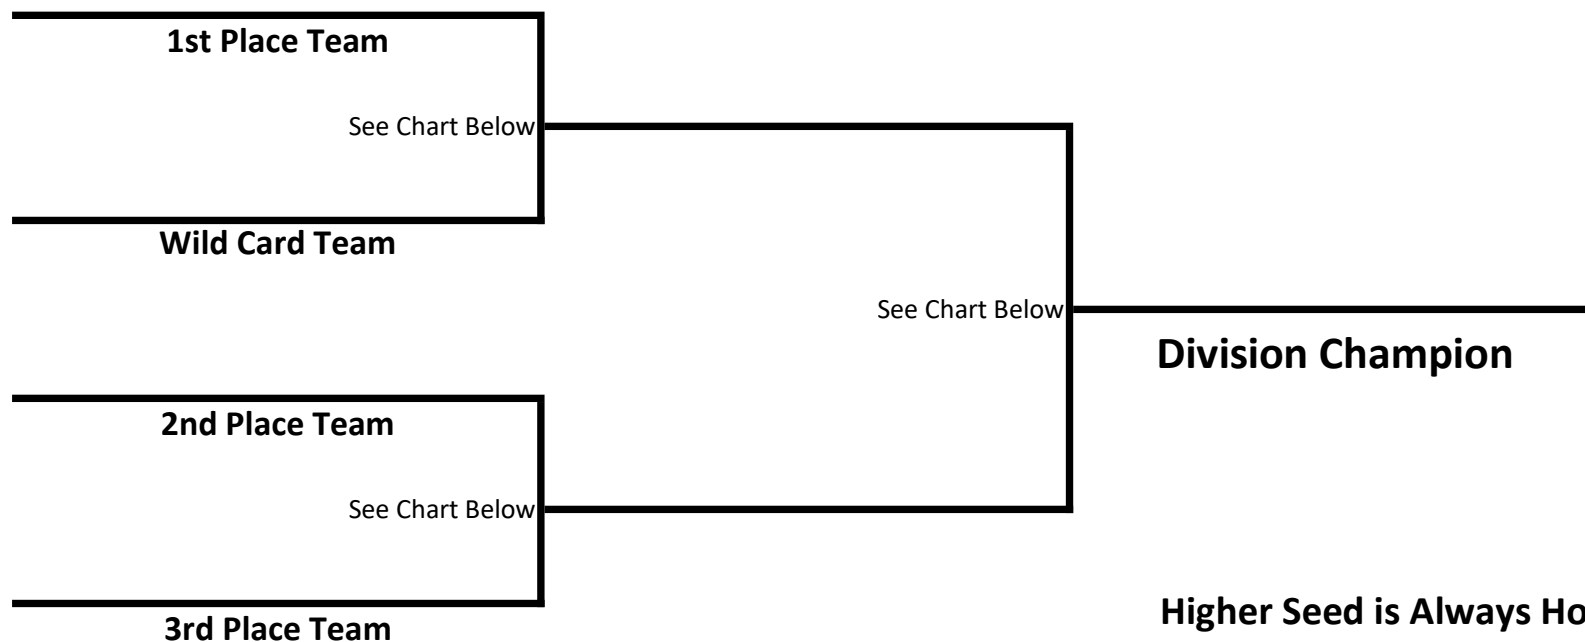 1st Place Team
See Chart Below
Wild Card Team
See Chart Below
Division Champion
2nd Place Team
See Chart Below
Higher Seed is Always Ho
3rd Place Team